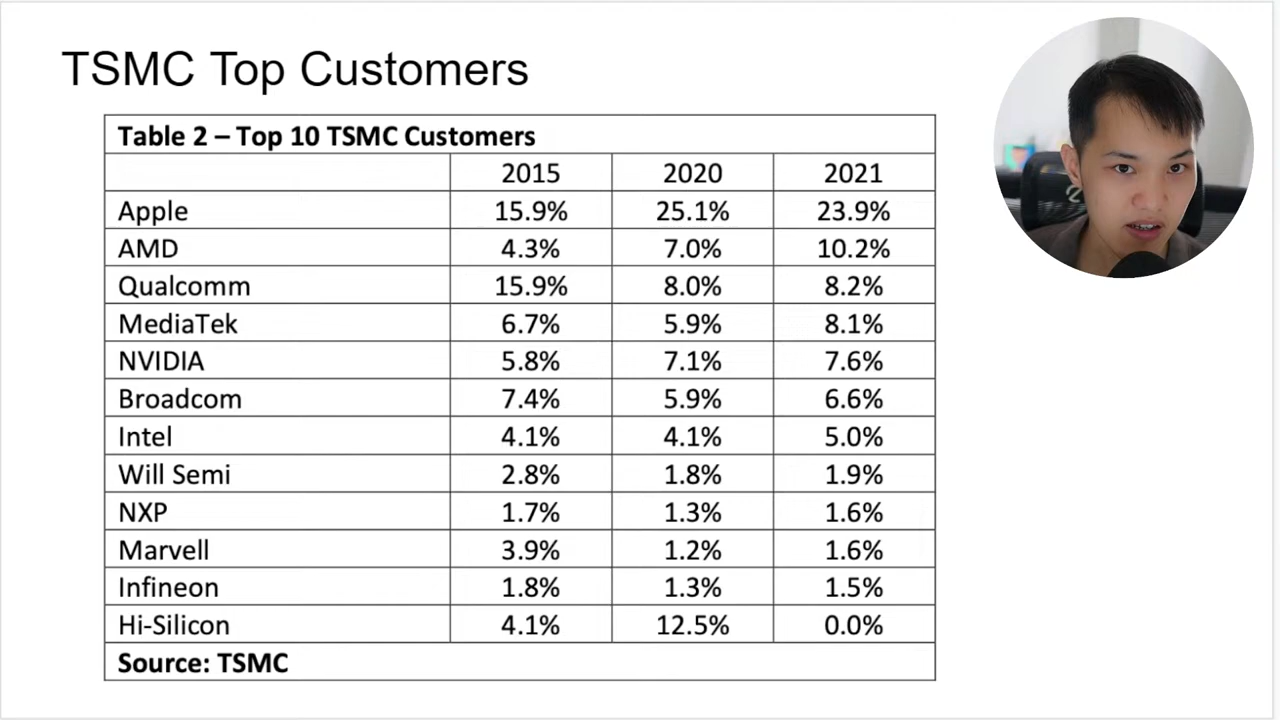 TSMC Top Customers
Table 2 – Top 10 TSMC Customers
2015 2020 2021
Apple 15.9% 25.1% 23.9%
AMD 4.3% 7.0% 10.2%
Qualcomm 15.9% 8.0% 8.2%
MediaTek 6.7% 5.9% 8.1%
NVIDIA 5.8% 7.1% 7.6%
Broadcom 7.4% 5.9% 6.6%
Intel 4.1% 4.1% 5.0%
Will Semi 2.8% 1.8% 1.9%
NXP 1.7% 1.3% 1.6%
Marvell 3.9% 1.2% 1.6%
Infineon 1.8% 1.3% 1.5%
Hi-Silicon 4.1% 12.5% 0.0%
Source: TSMC